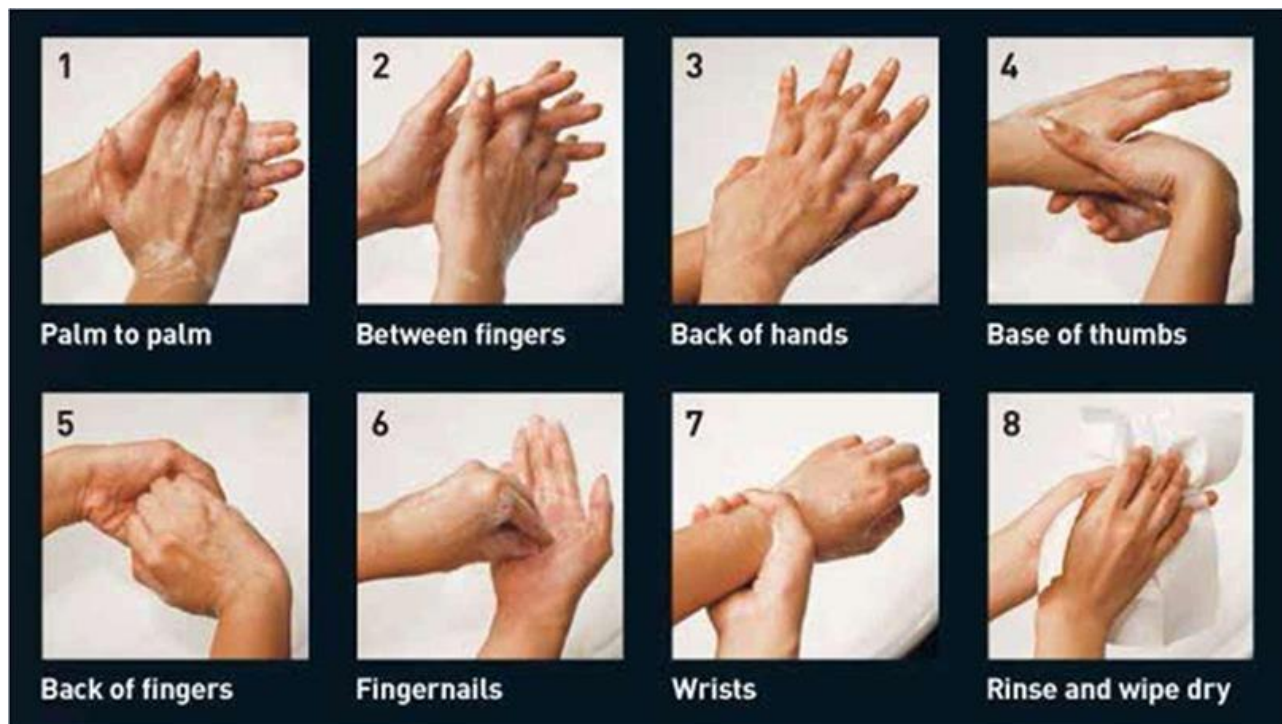 1
Palm to palm
2
Between fingers
3
Back of hands
4
Base of thumbs
5
Back of fingers
6
Fingernails
7
Wrists
8
Rinse and wipe dry